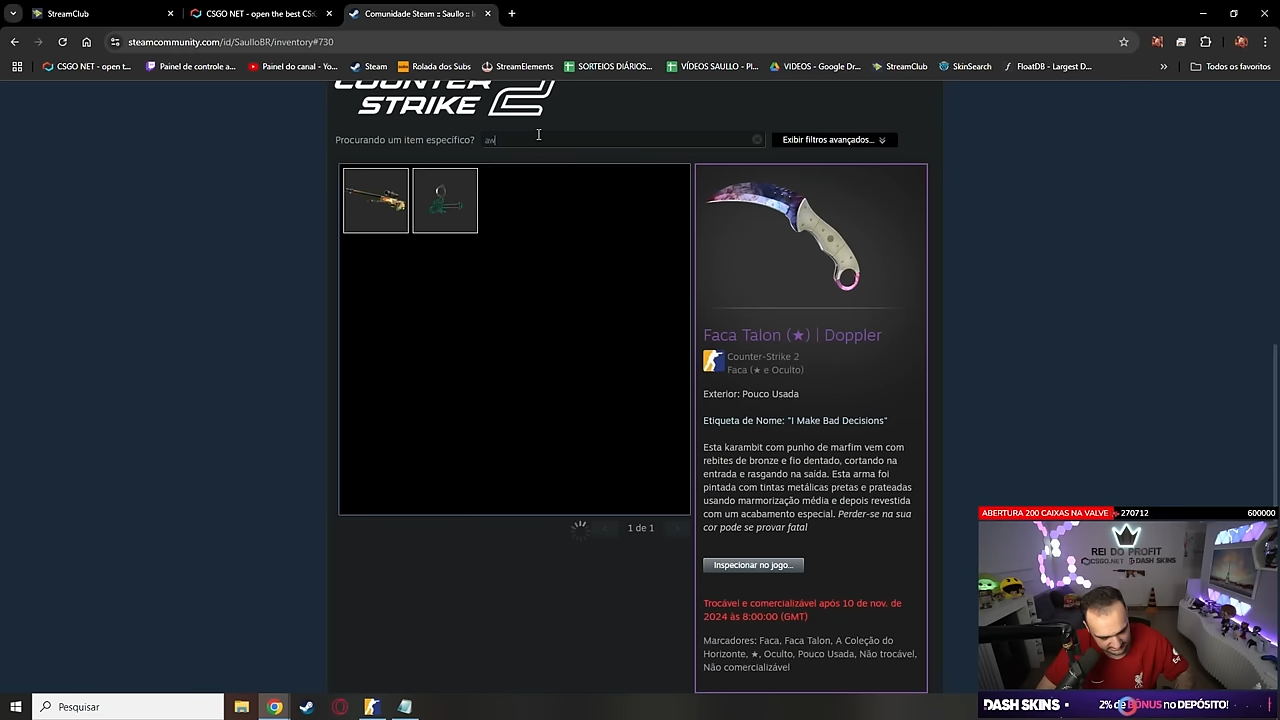 StreamClub
CSGO NET - open the best CS:
Comunidade Steam :: Saullo :: I
steamcommunity.com/id/SaulloBR/inventory#730
CSGO NET - open t...
Painel de controle a...
Painel do canal - Yo...
Steam
Rolada dos Subs
StreamElements
SORTEIOS DIÁRIOS...
VÍDEOS SAULLO - Pl...
VIDEOS - Google Dr...
StreamClub
SkinSearch
FloatDB - Largest D...
Todos os favoritos
COUNTER
STRIKE 2
Procurando um item específico?
aw
Exibir filtros avançados...
Faca Talon (★) | Doppler
Counter-Strike 2
Faca (★ e Oculto)
Exterior: Pouco Usada
Etiqueta de Nome: "I Make Bad Decisions"
Esta karambit com punho de marfim vem com
rebites de bronze e fio dentado, cortando na
entrada e rasgando na saída. Esta arma foi
pintada com tintas metálicas pretas e prateadas
usando marmorização média e depois revestida
com um acabamento especial. Perder-se na sua
cor pode se provar fatal
1 de 1
Inspecionar no jogo...
Trocável e comercializável após 10 de nov. de
2024 às 8:00:00 (GMT)
Marcadores: Faca, Faca Talon, A Coleção do
Horizonte, ★, Oculto, Pouco Usada, Não trocável,
Não comercializável
ABERTURA 200 CAIXAS NA VALVE
270712
600000
REI DO PROFIT
CSGO.NET
DASH SKINS
DASH SKINS
2% de BÔNUS no DEPÓSITO!
Pesquisar